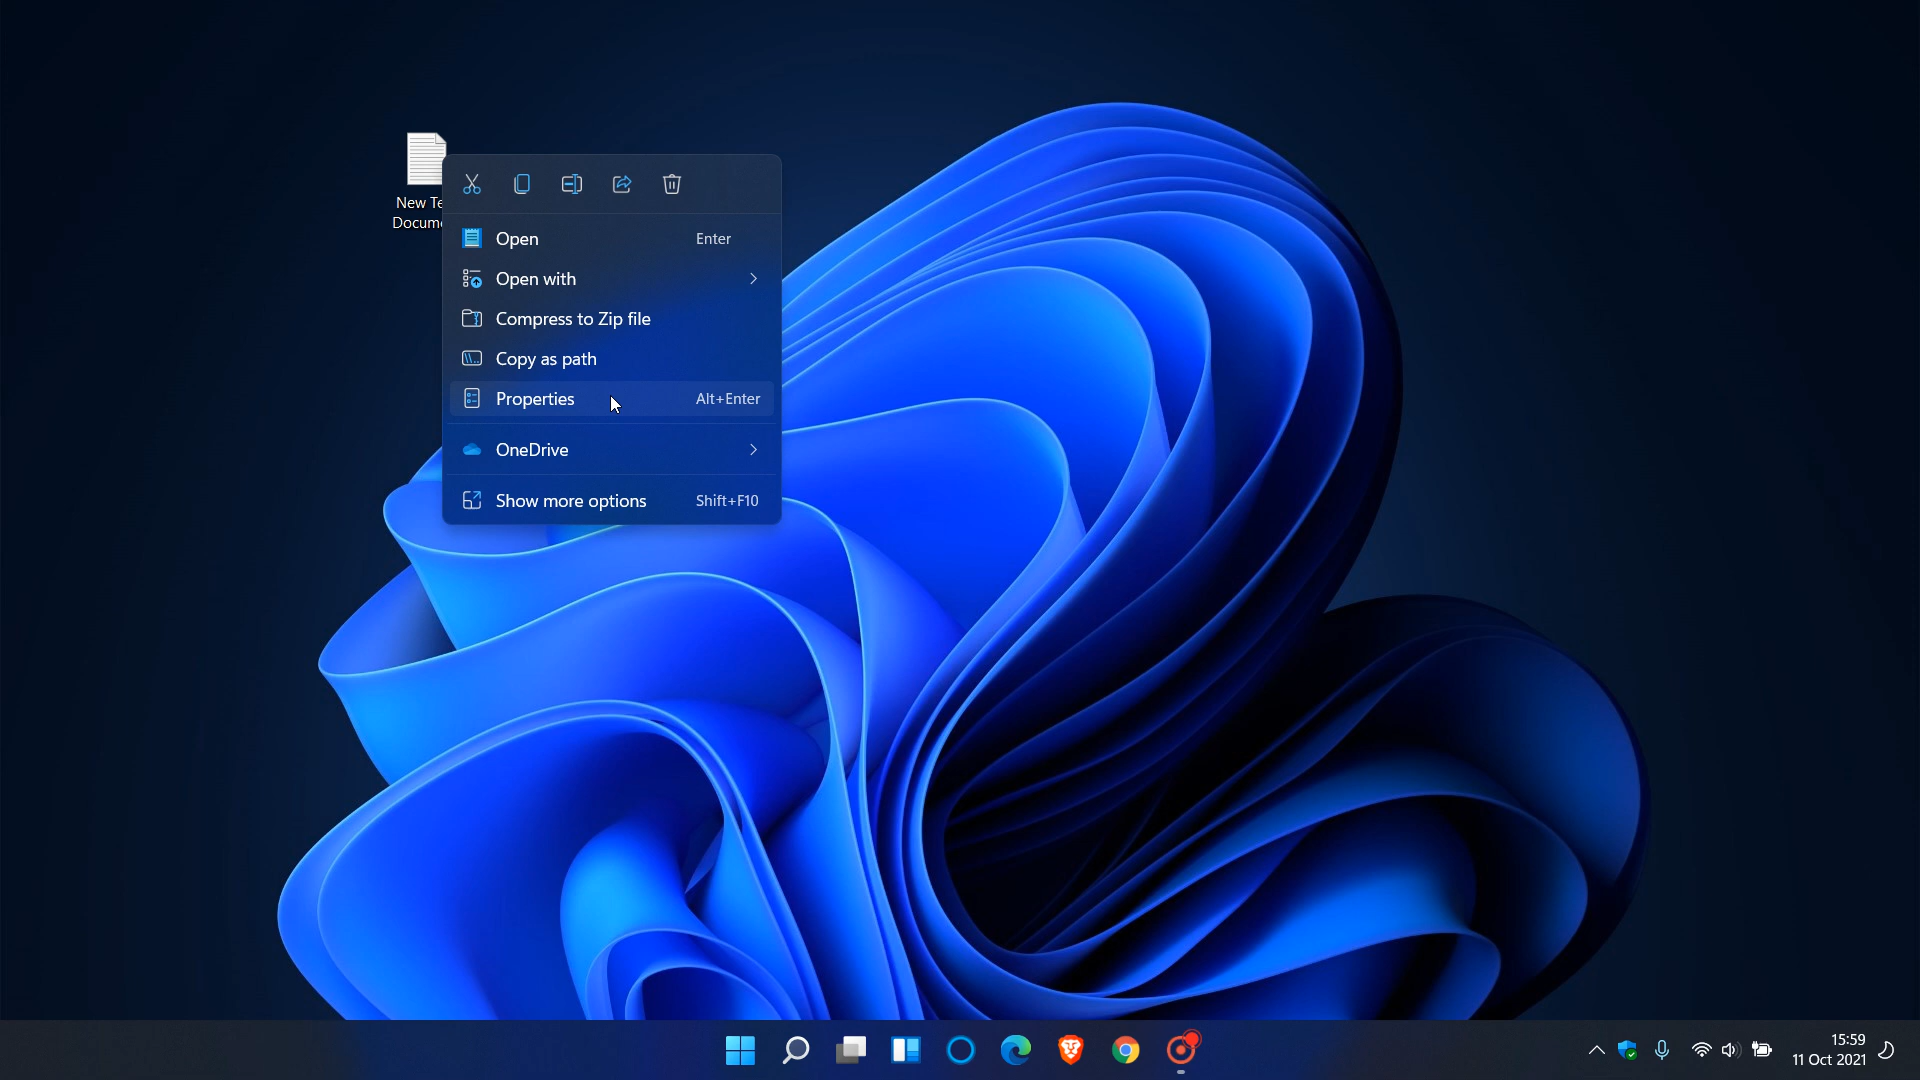 New Te
Docume
Open Enter
Open with
Compress to Zip file
Copy as path
Properties Alt+Enter
OneDrive
Show more options Shift+F10
15:59
11 Oct 2021